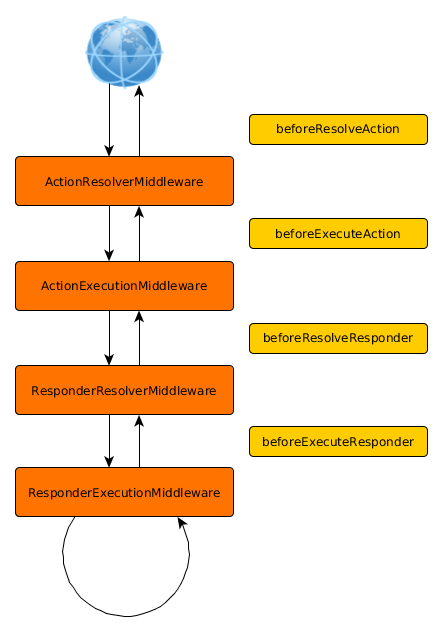 beforeResolveAction
ActionResolverMiddleware
beforeExecuteAction
ActionExecutionMiddleware
beforeResolveResponder
ResponderResolverMiddleware
beforeExecuteResponder
ResponderExecutionMiddleware